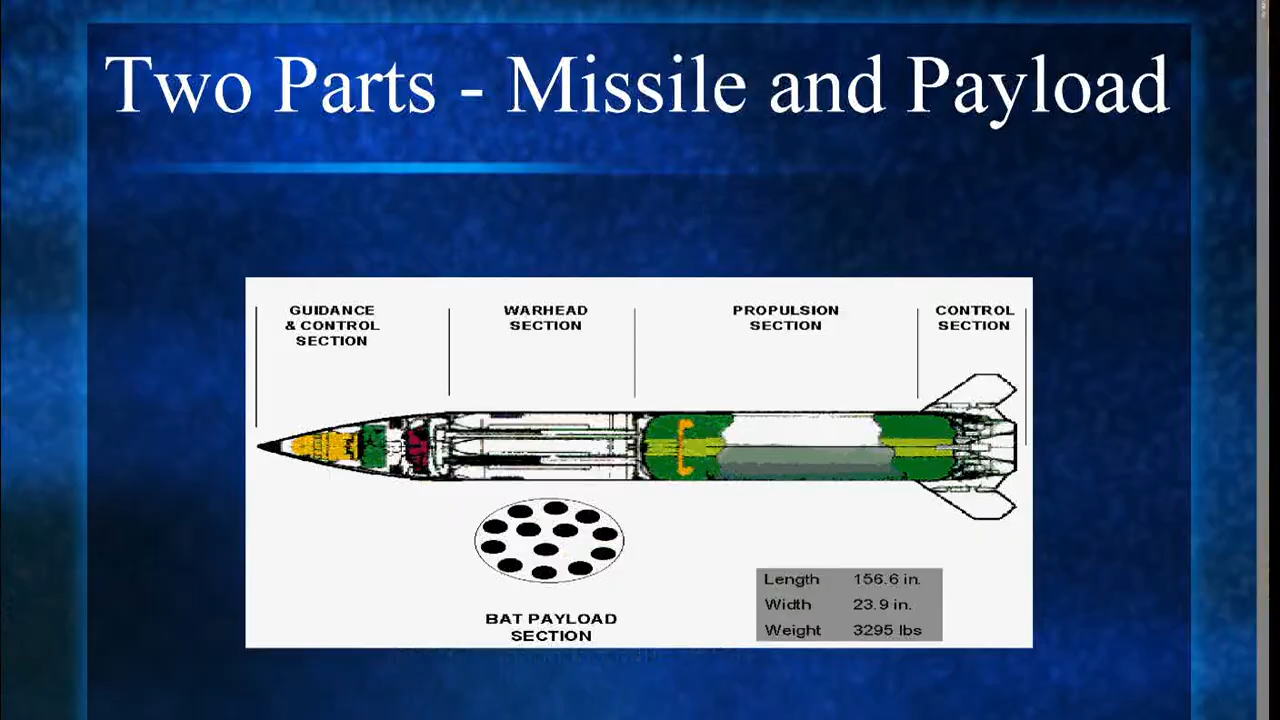 Two Parts - Missile and Payload
GUIDANCE
& CONTROL
SECTION
WARHEAD
SECTION
PROPULSION
SECTION
CONTROL
SECTION
BAT PAYLOAD
SECTION
Length 156.6 in.
Width 23.9 in.
Weight 3295 lbs